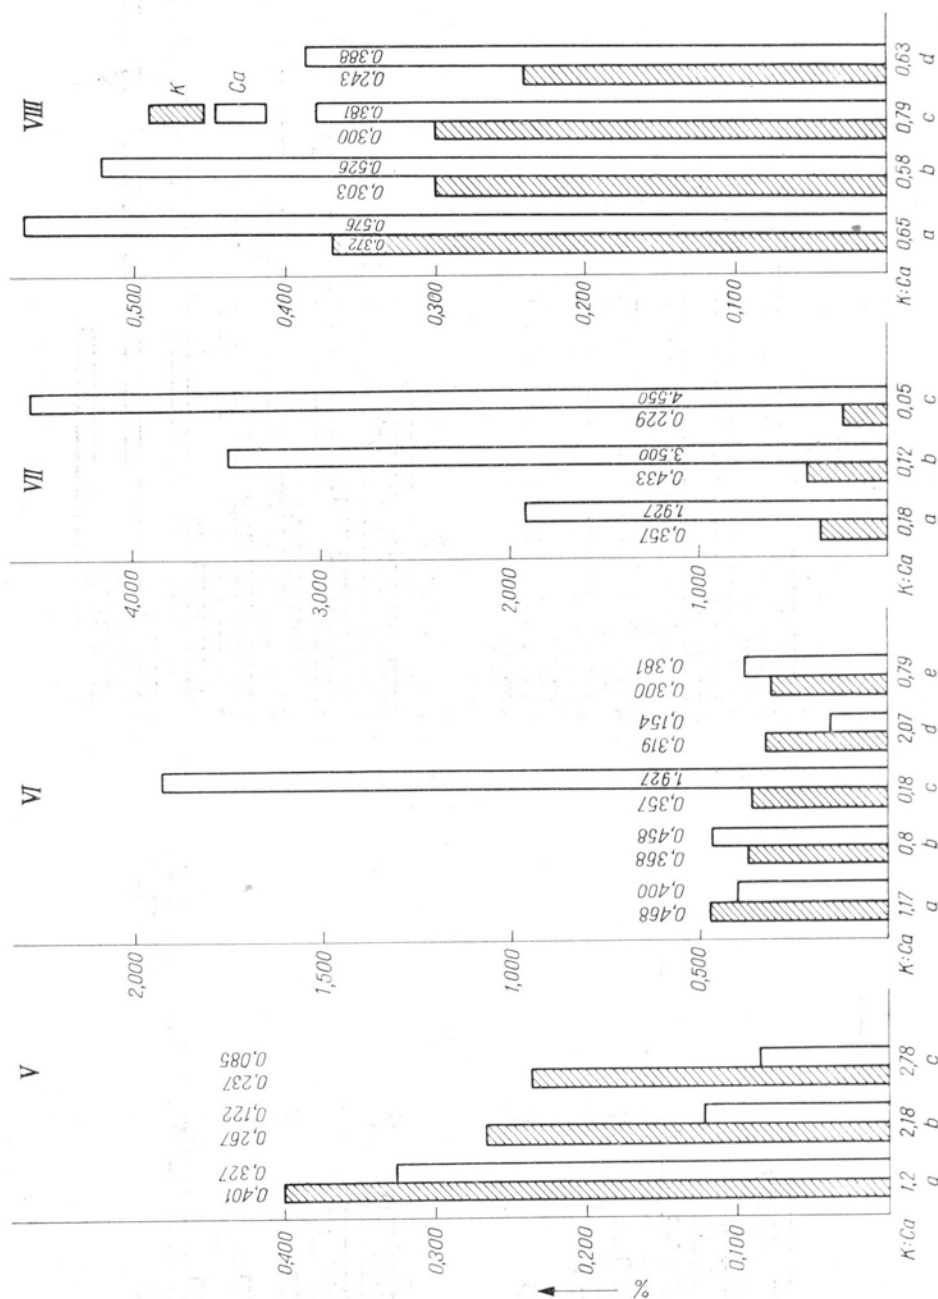 V
VI
VII
VIII
K
Ca
%
0,400
0,300
0,200
0,100
K:Ca
0,401
0,327
0,267
0,122
0.237
0,085
1,2
2,18
2,78
a
b
c
2,000
1,500
1,000
0,500
K:Ca
0,468
0,400
0,368
0,458
0,357
1.927
0,319
0,154
0,300
0,381
1,17
0,8
0,18
2,07
0,79
a
b
c
d
e
4,000
3,000
2,000
1,000
K:Ca
0,357
1.927
0,433
3.500
0,229
4.550
0,18
0,12
0,05
a
b
c
0,500
0,400
0,300
0,200
0,100
K:Ca
0.372
0.576
0,303
0.526
0,300
0.381
0,243
0.388
0,65
0,58
0,79
0,63
a
b
c
d